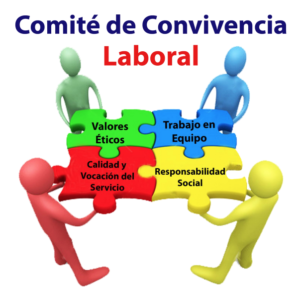 Comité de Convivencia
Laboral
Valores
Éticos
Trabajo en
Equipo
Calidad y
Vocación del
Servicio
Responsabilidad
Social